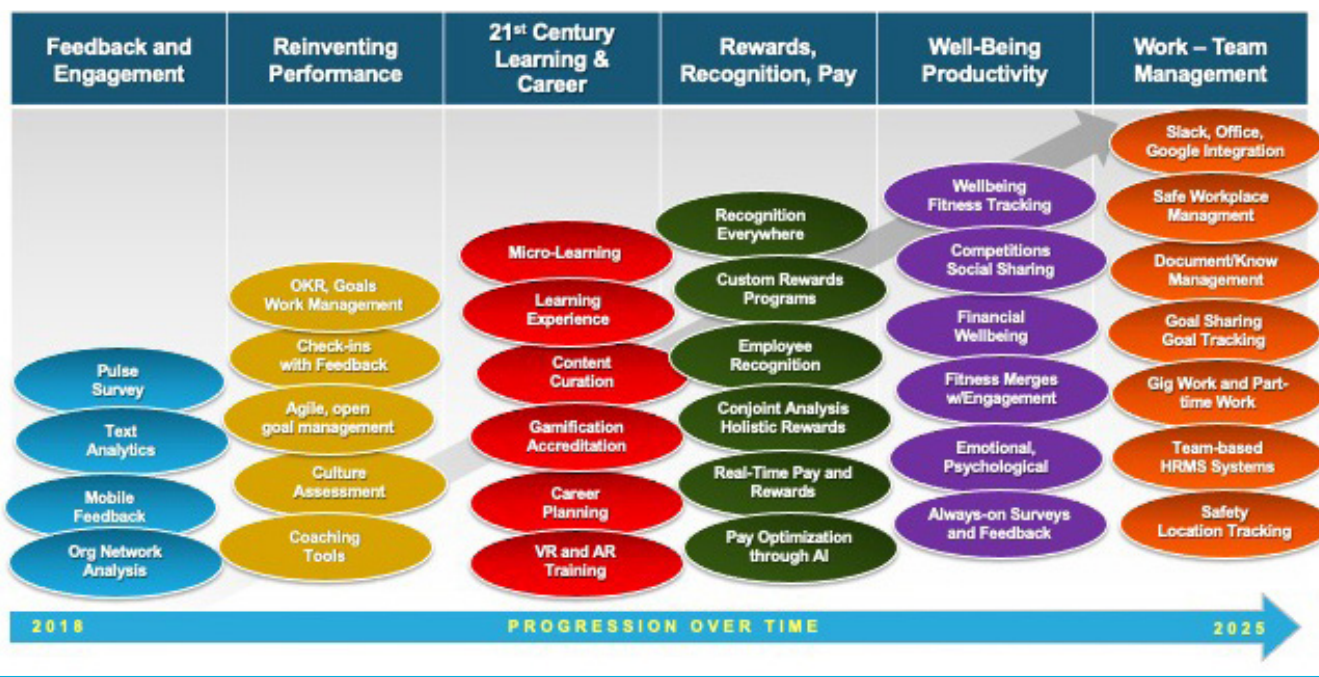 Feedback and
Engagement
Reinventing
Performance
21st Century
Learning &
Career
Rewards,
Recognition, Pay
Well-Being
Productivity
Work – Team
Management
Pulse
Survey
Text
Analytics
Mobile
Feedback
Org Network
Analysis
OKR, Goals
Work Management
Check-ins
with Feedback
Agile, open
goal management
Culture
Assessment
Coaching
Tools
Micro-Learning
Learning
Experience
Content
Curation
Gamification
Accreditation
Career
Planning
VR and AR
Training
Recognition
Everywhere
Custom Rewards
Programs
Employee
Recognition
Conjoint Analysis
Holistic Rewards
Real-Time Pay and
Rewards
Pay Optimization
through AI
Wellbeing
Fitness Tracking
Competitions
Social Sharing
Financial
Wellbeing
Fitness Merges
w/Engagement
Emotional,
Psychological
Always-on Surveys
and Feedback
Slack, Office,
Google Integration
Safe Workplace
Managment
Document/Know
Management
Goal Sharing
Goal Tracking
Gig Work and Part-
time Work
Team-based
HRMS Systems
Safety
Location Tracking
2018 PROGRESSION OVER TIME 2025